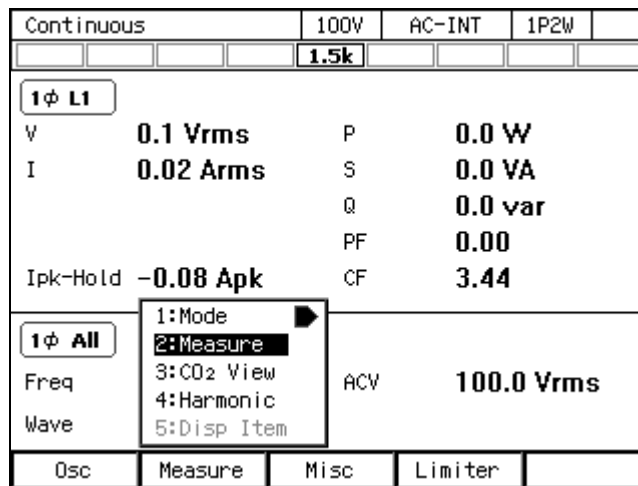 Continuous 100V AC-INT 1P2W
1.5k
1ϕ L1
V 0.1 Vrms P 0.0 W
I 0.02 Arms S 0.0 VA
Q 0.0 var
PF 0.00
Ipk-Hold -0.08 Apk CF 3.44
1:Mode
1ϕ All 2:Measure
3:CO₂ View
Freq ACV 100.0 Vrms
4:Harmonic
Wave 5:Disp Item
Osc Measure Misc Limiter